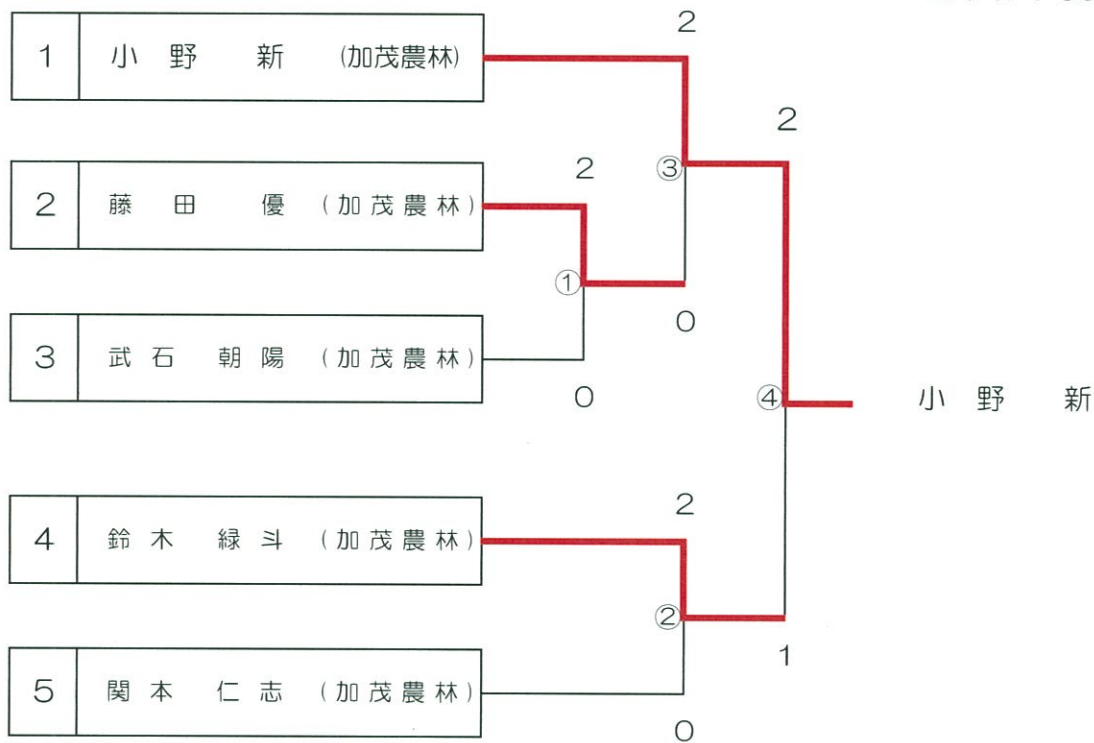 2
1 小野 新 (加茂農林)
2
2 ③
2 藤田 優 (加茂農林)
①
0
3 武石 朝陽 (加茂農林)
0
④ 小野 新
2
4 鈴木 緑斗 (加茂農林)
②
1
5 関本 仁志 (加茂農林)
0